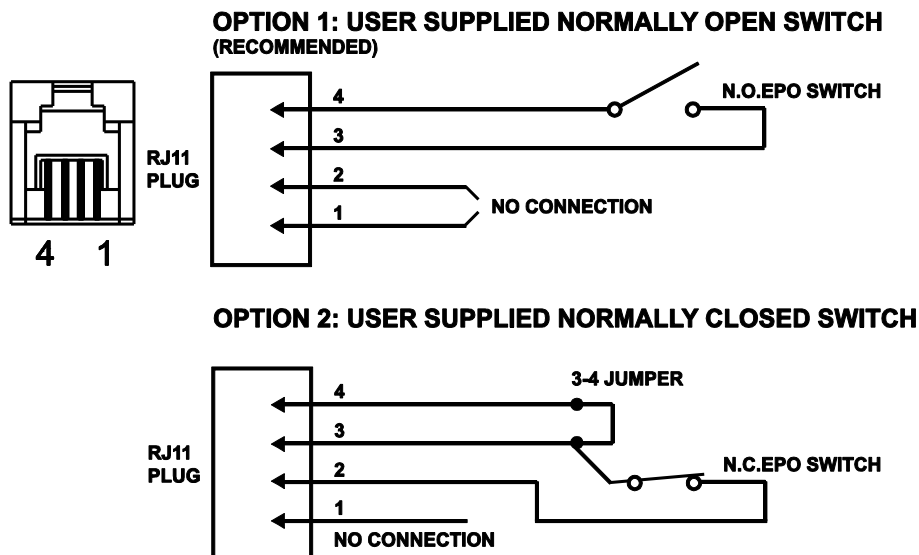 OPTION 1: USER SUPPLIED NORMALLY OPEN SWITCH
(RECOMMENDED)
4
N.O.EPO SWITCH
3
RJ11
PLUG
2
NO CONNECTION
1
4 1
OPTION 2: USER SUPPLIED NORMALLY CLOSED SWITCH
3-4 JUMPER
4
3
RJ11
PLUG
N.C.EPO SWITCH
2
1
NO CONNECTION